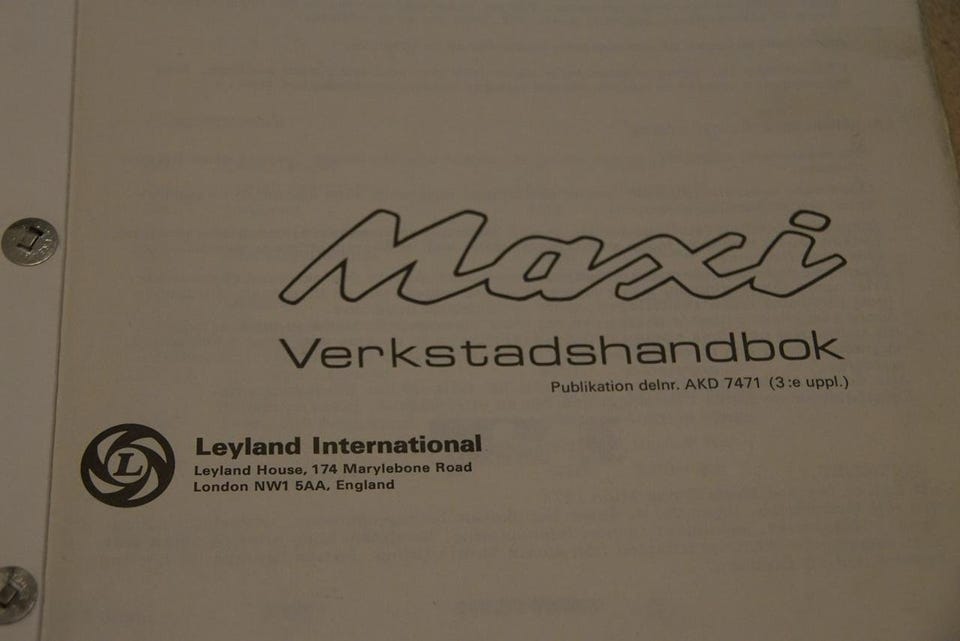 Maxi
Verkstadshandbok
Publikation delnr. AKD 7471 (3:e uppl.)
L
Leyland International
Leyland House, 174 Marylebone Road
London NW1 5AA, England